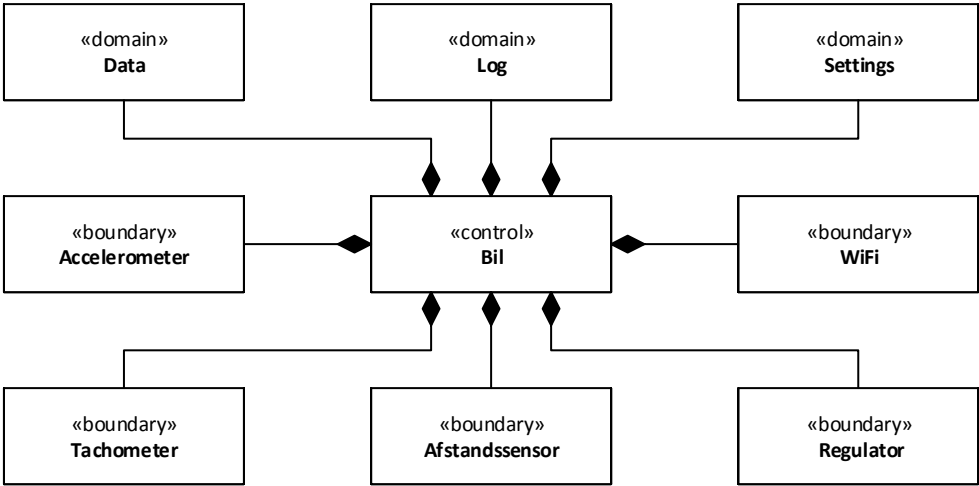 «domain»
Data
«domain»
Log
«domain»
Settings
«boundary»
Accelerometer
«control»
Bil
«boundary»
WiFi
«boundary»
Tachometer
«boundary»
Afstandssensor
«boundary»
Regulator